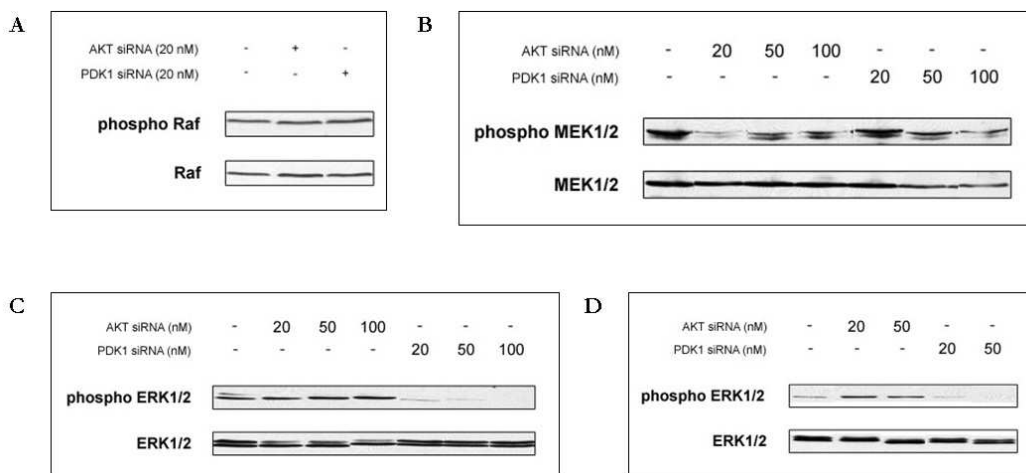 A
AKT siRNA (20 nM) - + -
PDK1 siRNA (20 nM) - - +
phospho Raf
Raf
B
AKT siRNA (nM) - 20 50 100 - - -
PDK1 siRNA (nM) - - - - 20 50 100
phospho MEK1/2
MEK1/2
C
AKT siRNA (nM) - 20 50 100 - - -
PDK1 siRNA (nM) - - - - 20 50 100
phospho ERK1/2
ERK1/2
D
AKT siRNA (nM) - 20 50 - -
PDK1 siRNA (nM) - - - 20 50
phospho ERK1/2
ERK1/2